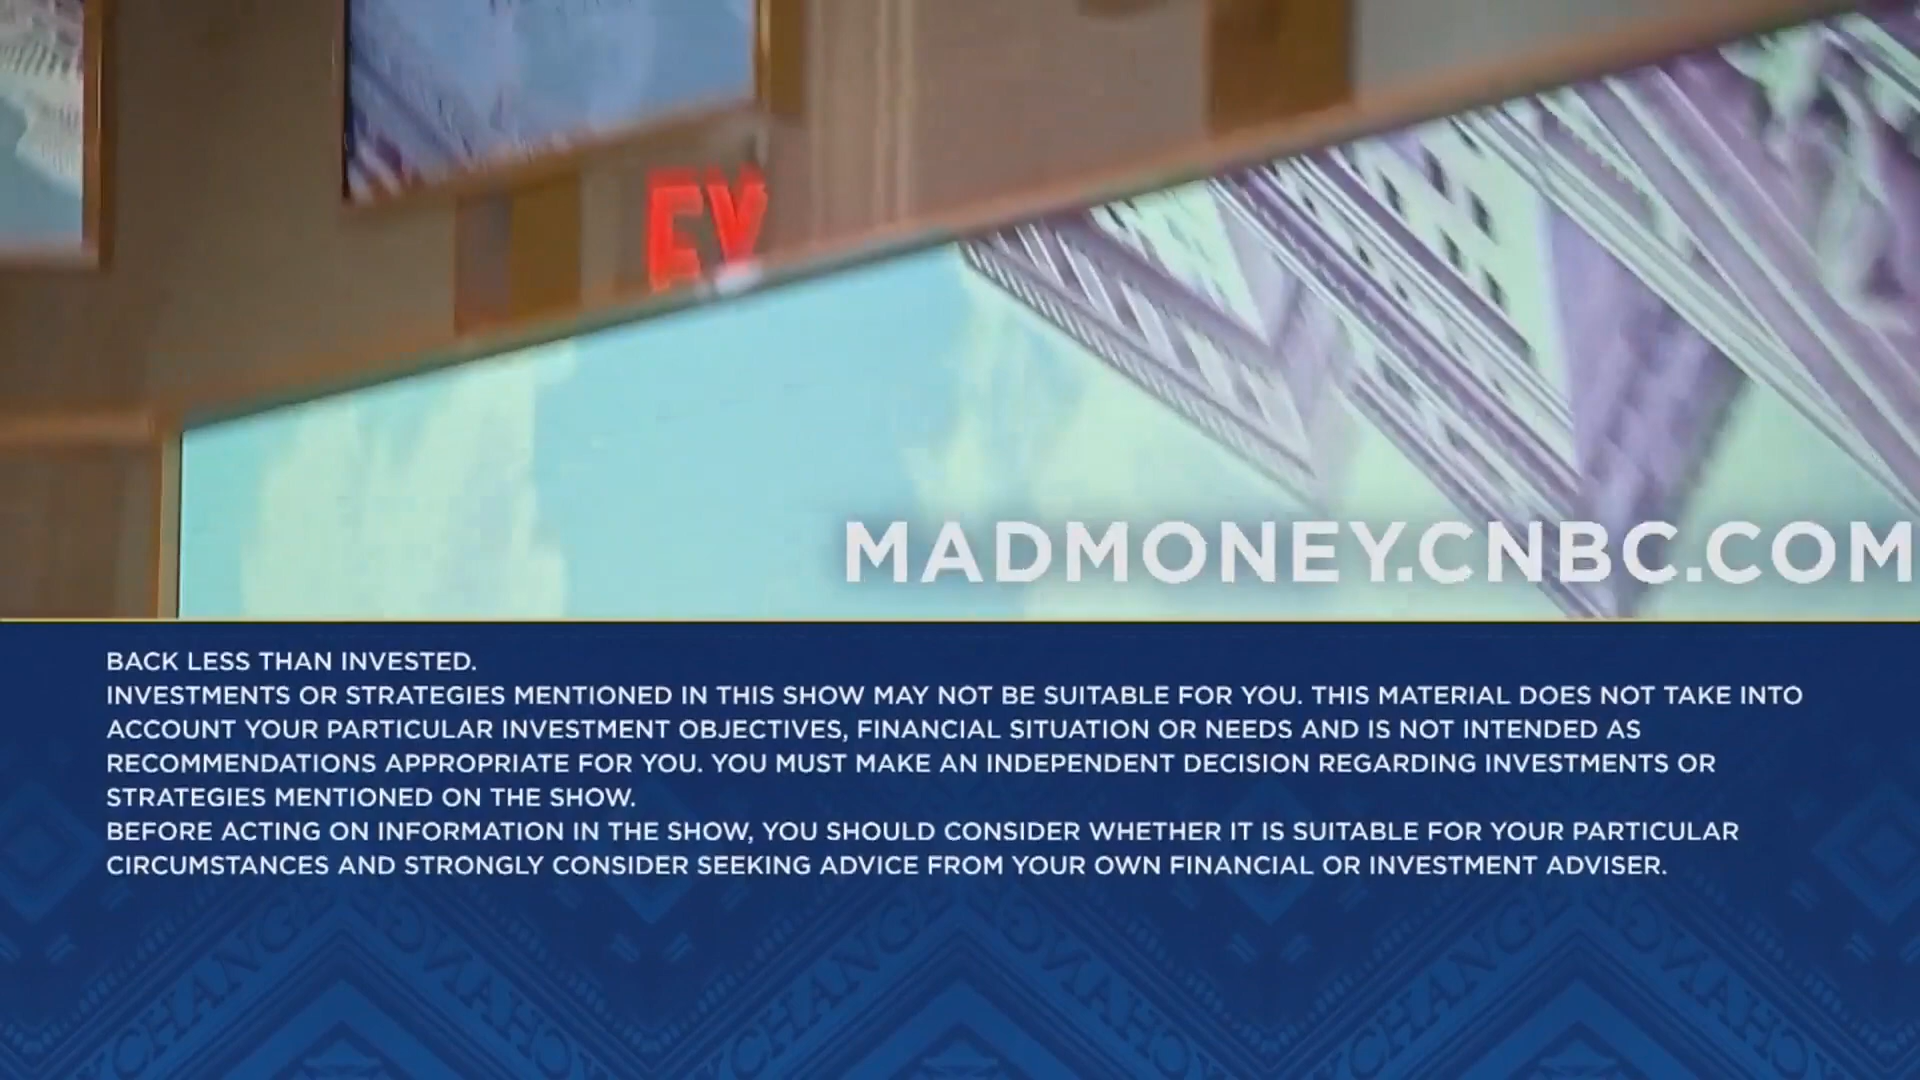 EX
MADMONEY.CNBC.COM
BACK LESS THAN INVESTED.
INVESTMENTS OR STRATEGIES MENTIONED IN THIS SHOW MAY NOT BE SUITABLE FOR YOU. THIS MATERIAL DOES NOT TAKE INTO
ACCOUNT YOUR PARTICULAR INVESTMENT OBJECTIVES, FINANCIAL SITUATION OR NEEDS AND IS NOT INTENDED AS
RECOMMENDATIONS APPROPRIATE FOR YOU. YOU MUST MAKE AN INDEPENDENT DECISION REGARDING INVESTMENTS OR
STRATEGIES MENTIONED ON THE SHOW.
BEFORE ACTING ON INFORMATION IN THE SHOW, YOU SHOULD CONSIDER WHETHER IT IS SUITABLE FOR YOUR PARTICULAR
CIRCUMSTANCES AND STRONGLY CONSIDER SEEKING ADVICE FROM YOUR OWN FINANCIAL OR INVESTMENT ADVISER.